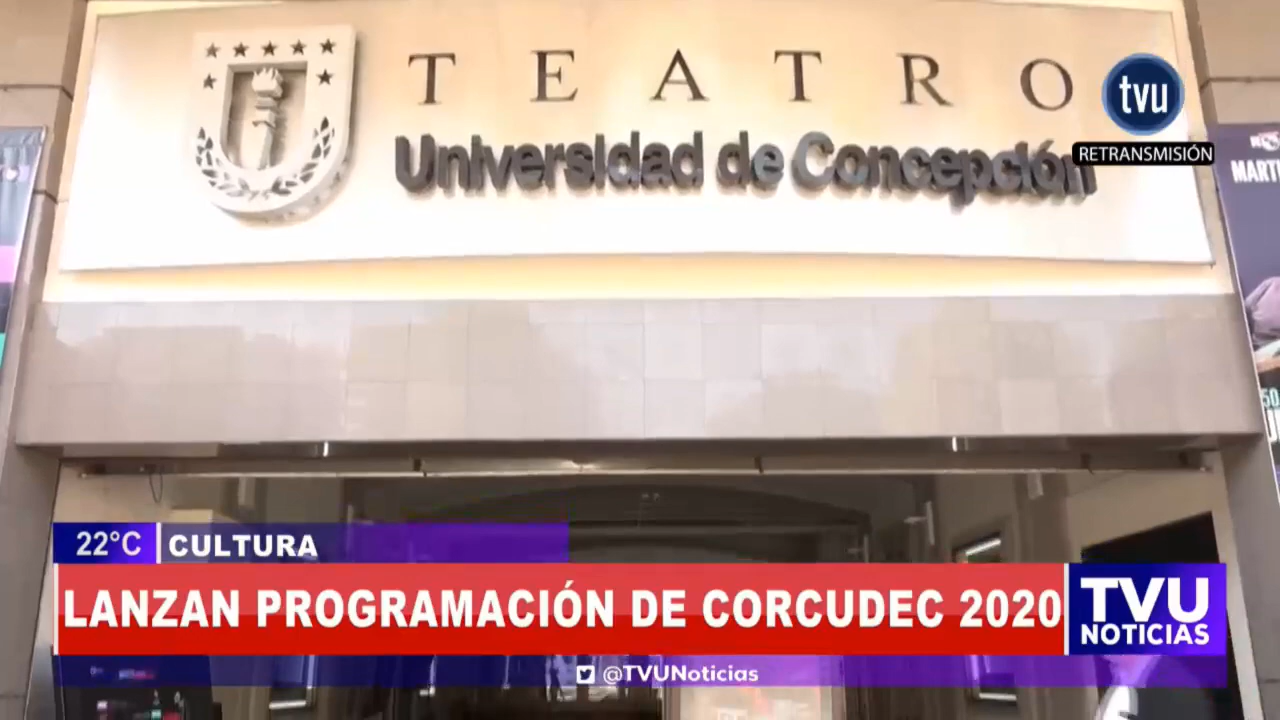 TEATRO
Universidad de Concepción
tvu
RETRANSMISIÓN
22°C
CULTURA
LANZAN PROGRAMACIÓN DE CORCUDEC 2020
TVU
NOTICIAS
@TVUNoticias